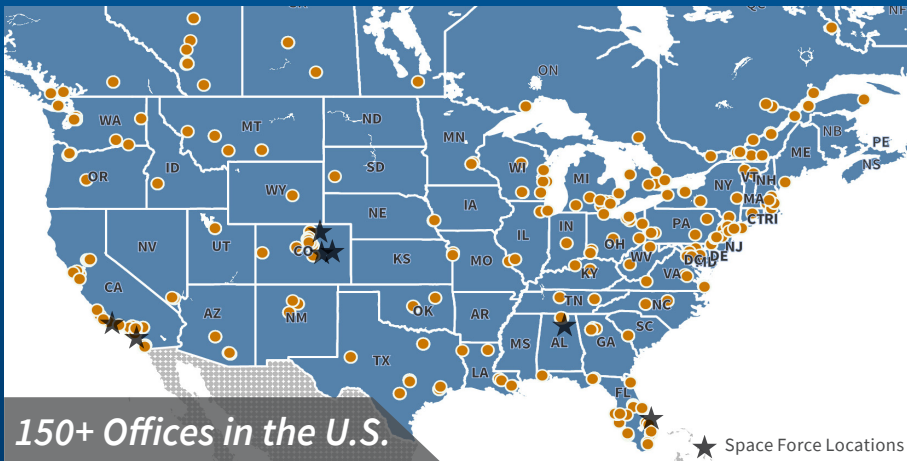 QC
NF
ON
WA
MT
ND
MN
NB
PE
ME
NS
OR
ID
SD
WI
MI
VT
NH
NY
WY
MA
IA
NE
PA
CT
RI
NV
UT
CO
IL
IN
OH
NJ
KS
MO
WV
DC
MD
DE
KY
VA
CA
AZ
NM
OK
AR
TN
NC
SC
TX
LA
MS
AL
GA
FL
150+ Offices in the U.S.
Space Force Locations